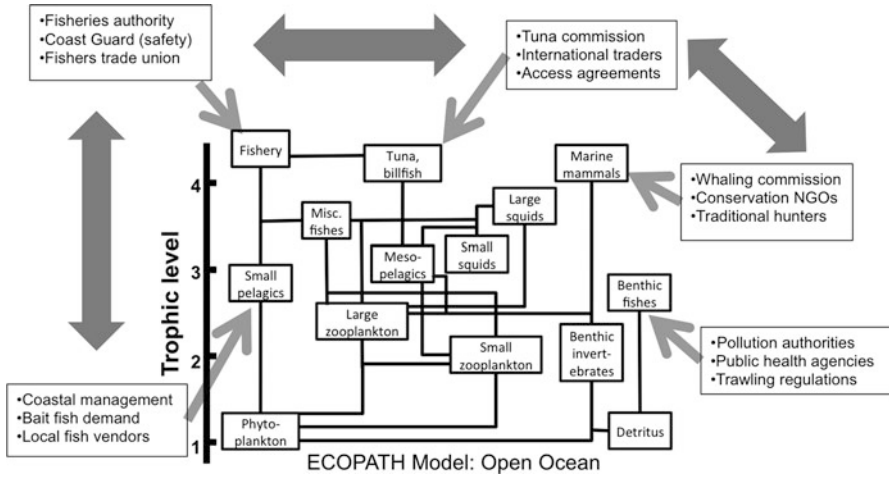 •Fisheries authority
•Coast Guard (safety)
•Fishers trade union
•Tuna commission
•International traders
•Access agreements
•Whaling commission
•Conservation NGOs
•Traditional hunters
•Pollution authorities
•Public health agencies
•Trawling regulations
•Coastal management
•Bait fish demand
•Local fish vendors
Trophic level
4
3
2
1
Fishery
Tuna,
billfish
Marine
mammals
Misc.
fishes
Large
squids
Small
squids
Meso-
pelagics
Small
pelagics
Benthic
fishes
Large
zooplankton
Small
zooplankton
Benthic
invert-
ebrates
Phyto-
plankton
Detritus
ECOPATH Model: Open Ocean